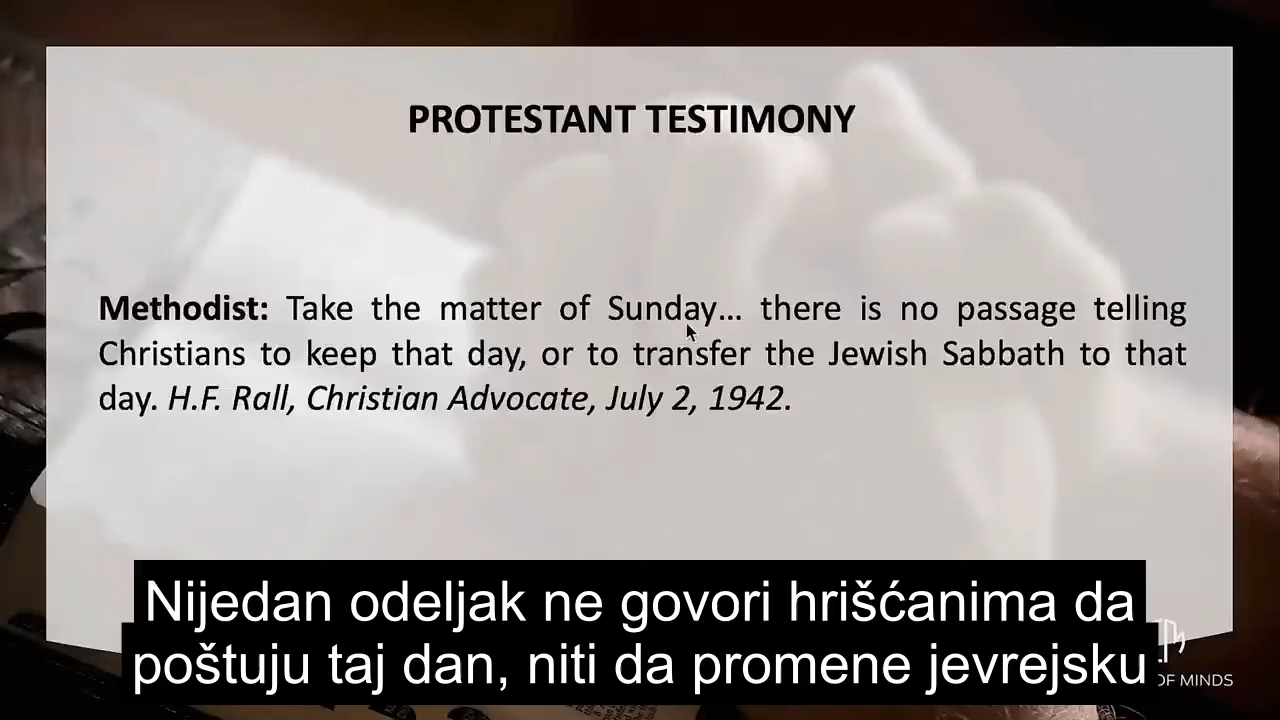 PROTESTANT TESTIMONY
Methodist: Take the matter of Sunday… there is no passage telling
Christians to keep that day, or to transfer the Jewish Sabbath to that
day. H.F. Rall, Christian Advocate, July 2, 1942.
Nijedan odeljak ne govori hrišćanima da
poštuju taj dan, niti da promene jevrejsku
OF MINDS